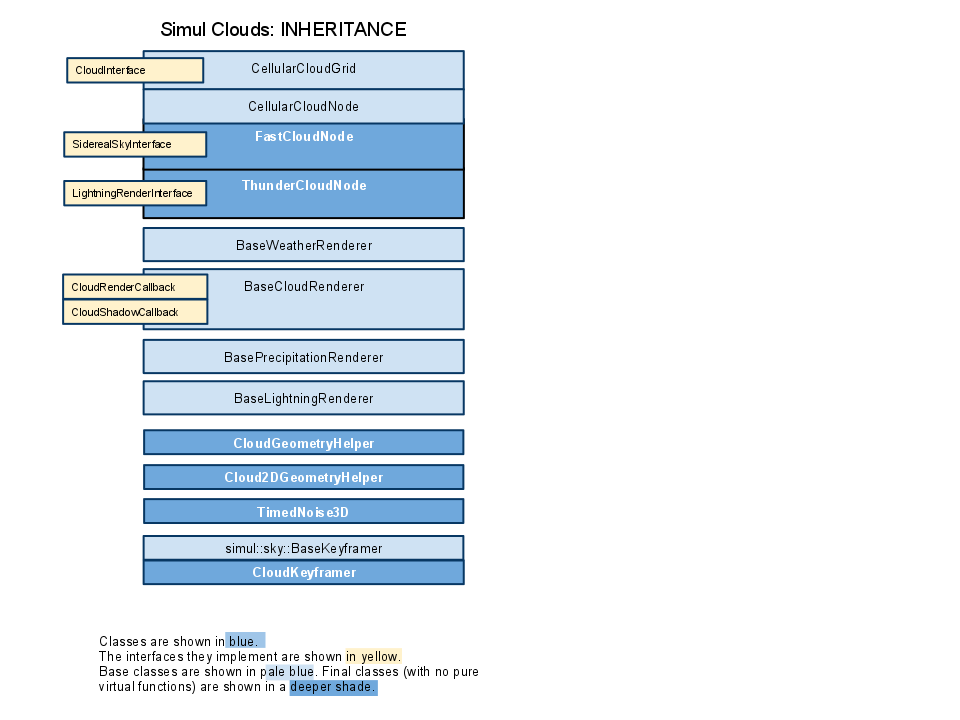 Simul Clouds: INHERITANCE
CloudInterface
CellularCloudGrid
CellularCloudNode
FastCloudNode
SiderealSkyInterface
ThunderCloudNode
LightningRenderInterface
BaseWeatherRenderer
CloudRenderCallback
BaseCloudRenderer
CloudShadowCallback
BasePrecipitationRenderer
BaseLightningRenderer
CloudGeometryHelper
Cloud2DGeometryHelper
TimedNoise3D
simul::sky::BaseKeyframer
CloudKeyframer
Classes are shown in blue.
The interfaces they implement are shown in yellow.
Base classes are shown in pale blue. Final classes (with no pure
virtual functions) are shown in a deeper shade.